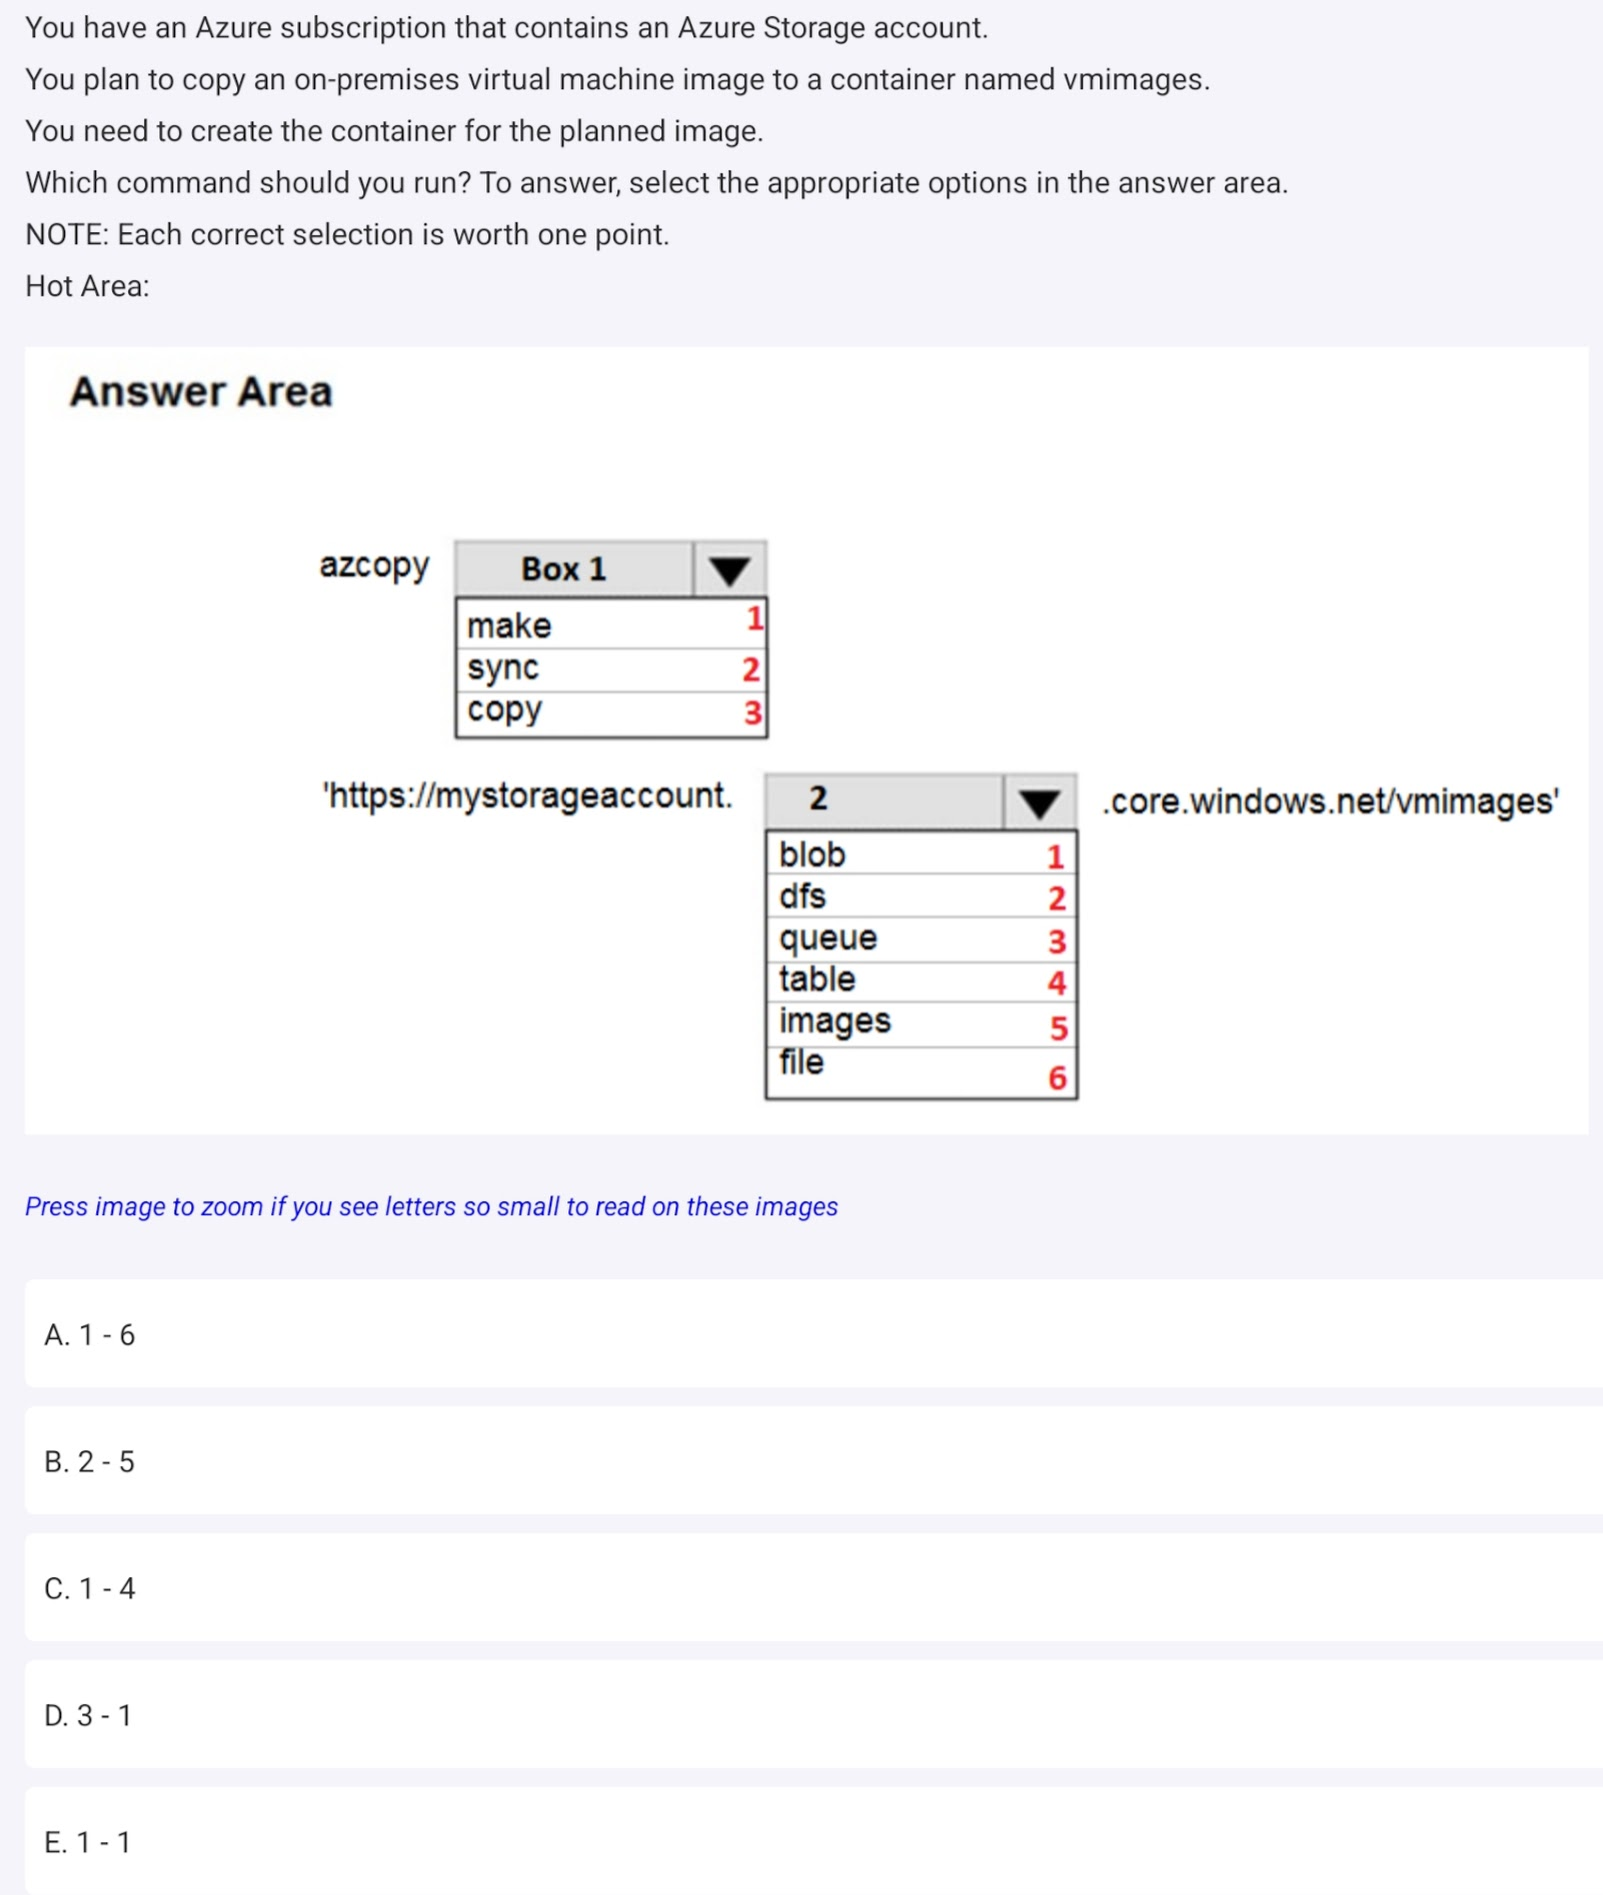 You have an Azure subscription that contains an Azure Storage account.
You plan to copy an on-premises virtual machine image to a container named vmimages.
You need to create the container for the planned image.
Which command should you run? To answer, select the appropriate options in the answer area.
NOTE: Each correct selection is worth one point.
Hot Area:
Answer Area
azcopy Box 1
make 1
sync 2
copy 3
'https://mystorageaccount. 2 .core.windows.net/vmimages'
blob 1
dfs 2
queue 3
table 4
images 5
file 6
Press image to zoom if you see letters so small to read on these images
A. 1 - 6
B. 2 - 5
C. 1 - 4
D. 3 - 1
E. 1 - 1